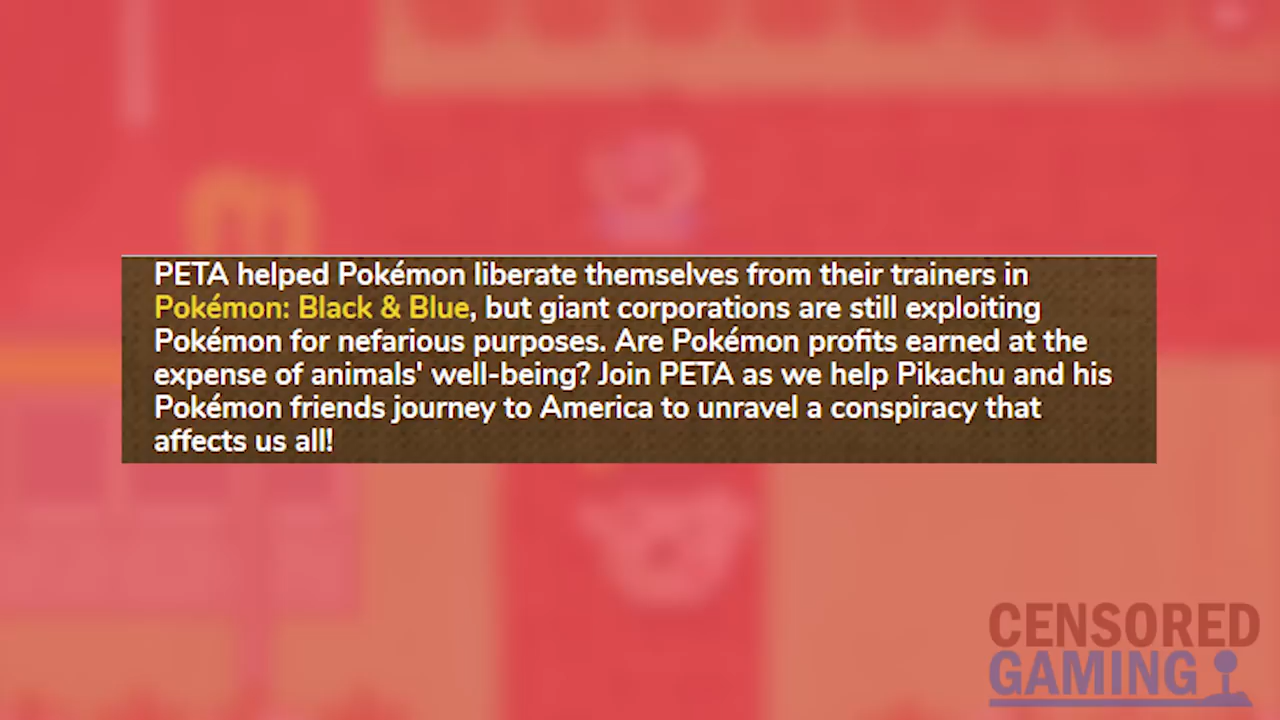 PETA helped Pokémon liberate themselves from their trainers in
Pokémon: Black & Blue, but giant corporations are still exploiting
Pokémon for nefarious purposes. Are Pokémon profits earned at the
expense of animals' well-being? Join PETA as we help Pikachu and his
Pokémon friends journey to America to unravel a conspiracy that
affects us all!
CENSORED
GAMING